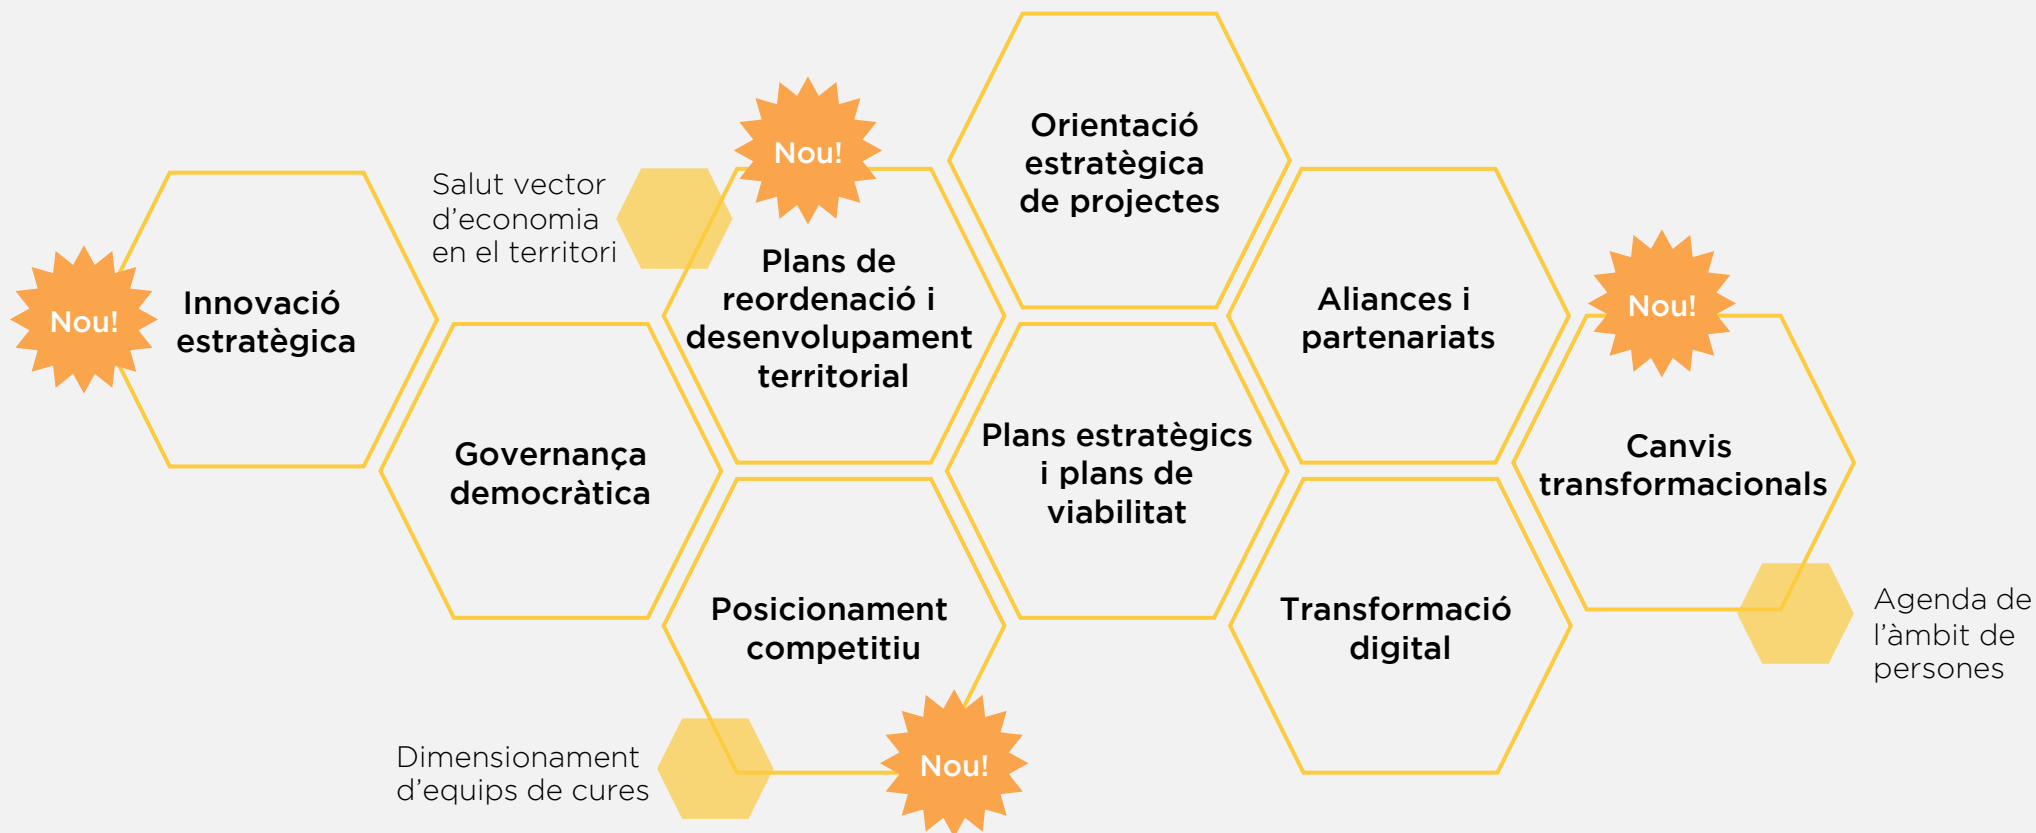 Nou!
Innovació
estratègica
Governança
democràtica
Salut vector
d’economia
en el territori
Nou!
Plans de
reordenació i
desenvolupament
territorial
Posicionament
competitiu
Dimensionament
d’equips de cures
Nou!
Orientació
estratègica
de projectes
Plans estratègics
i plans de
viabilitat
Aliances i
partenariats
Transformació
digital
Nou!
Canvis
transformacionals
Agenda de
l’àmbit de
persones